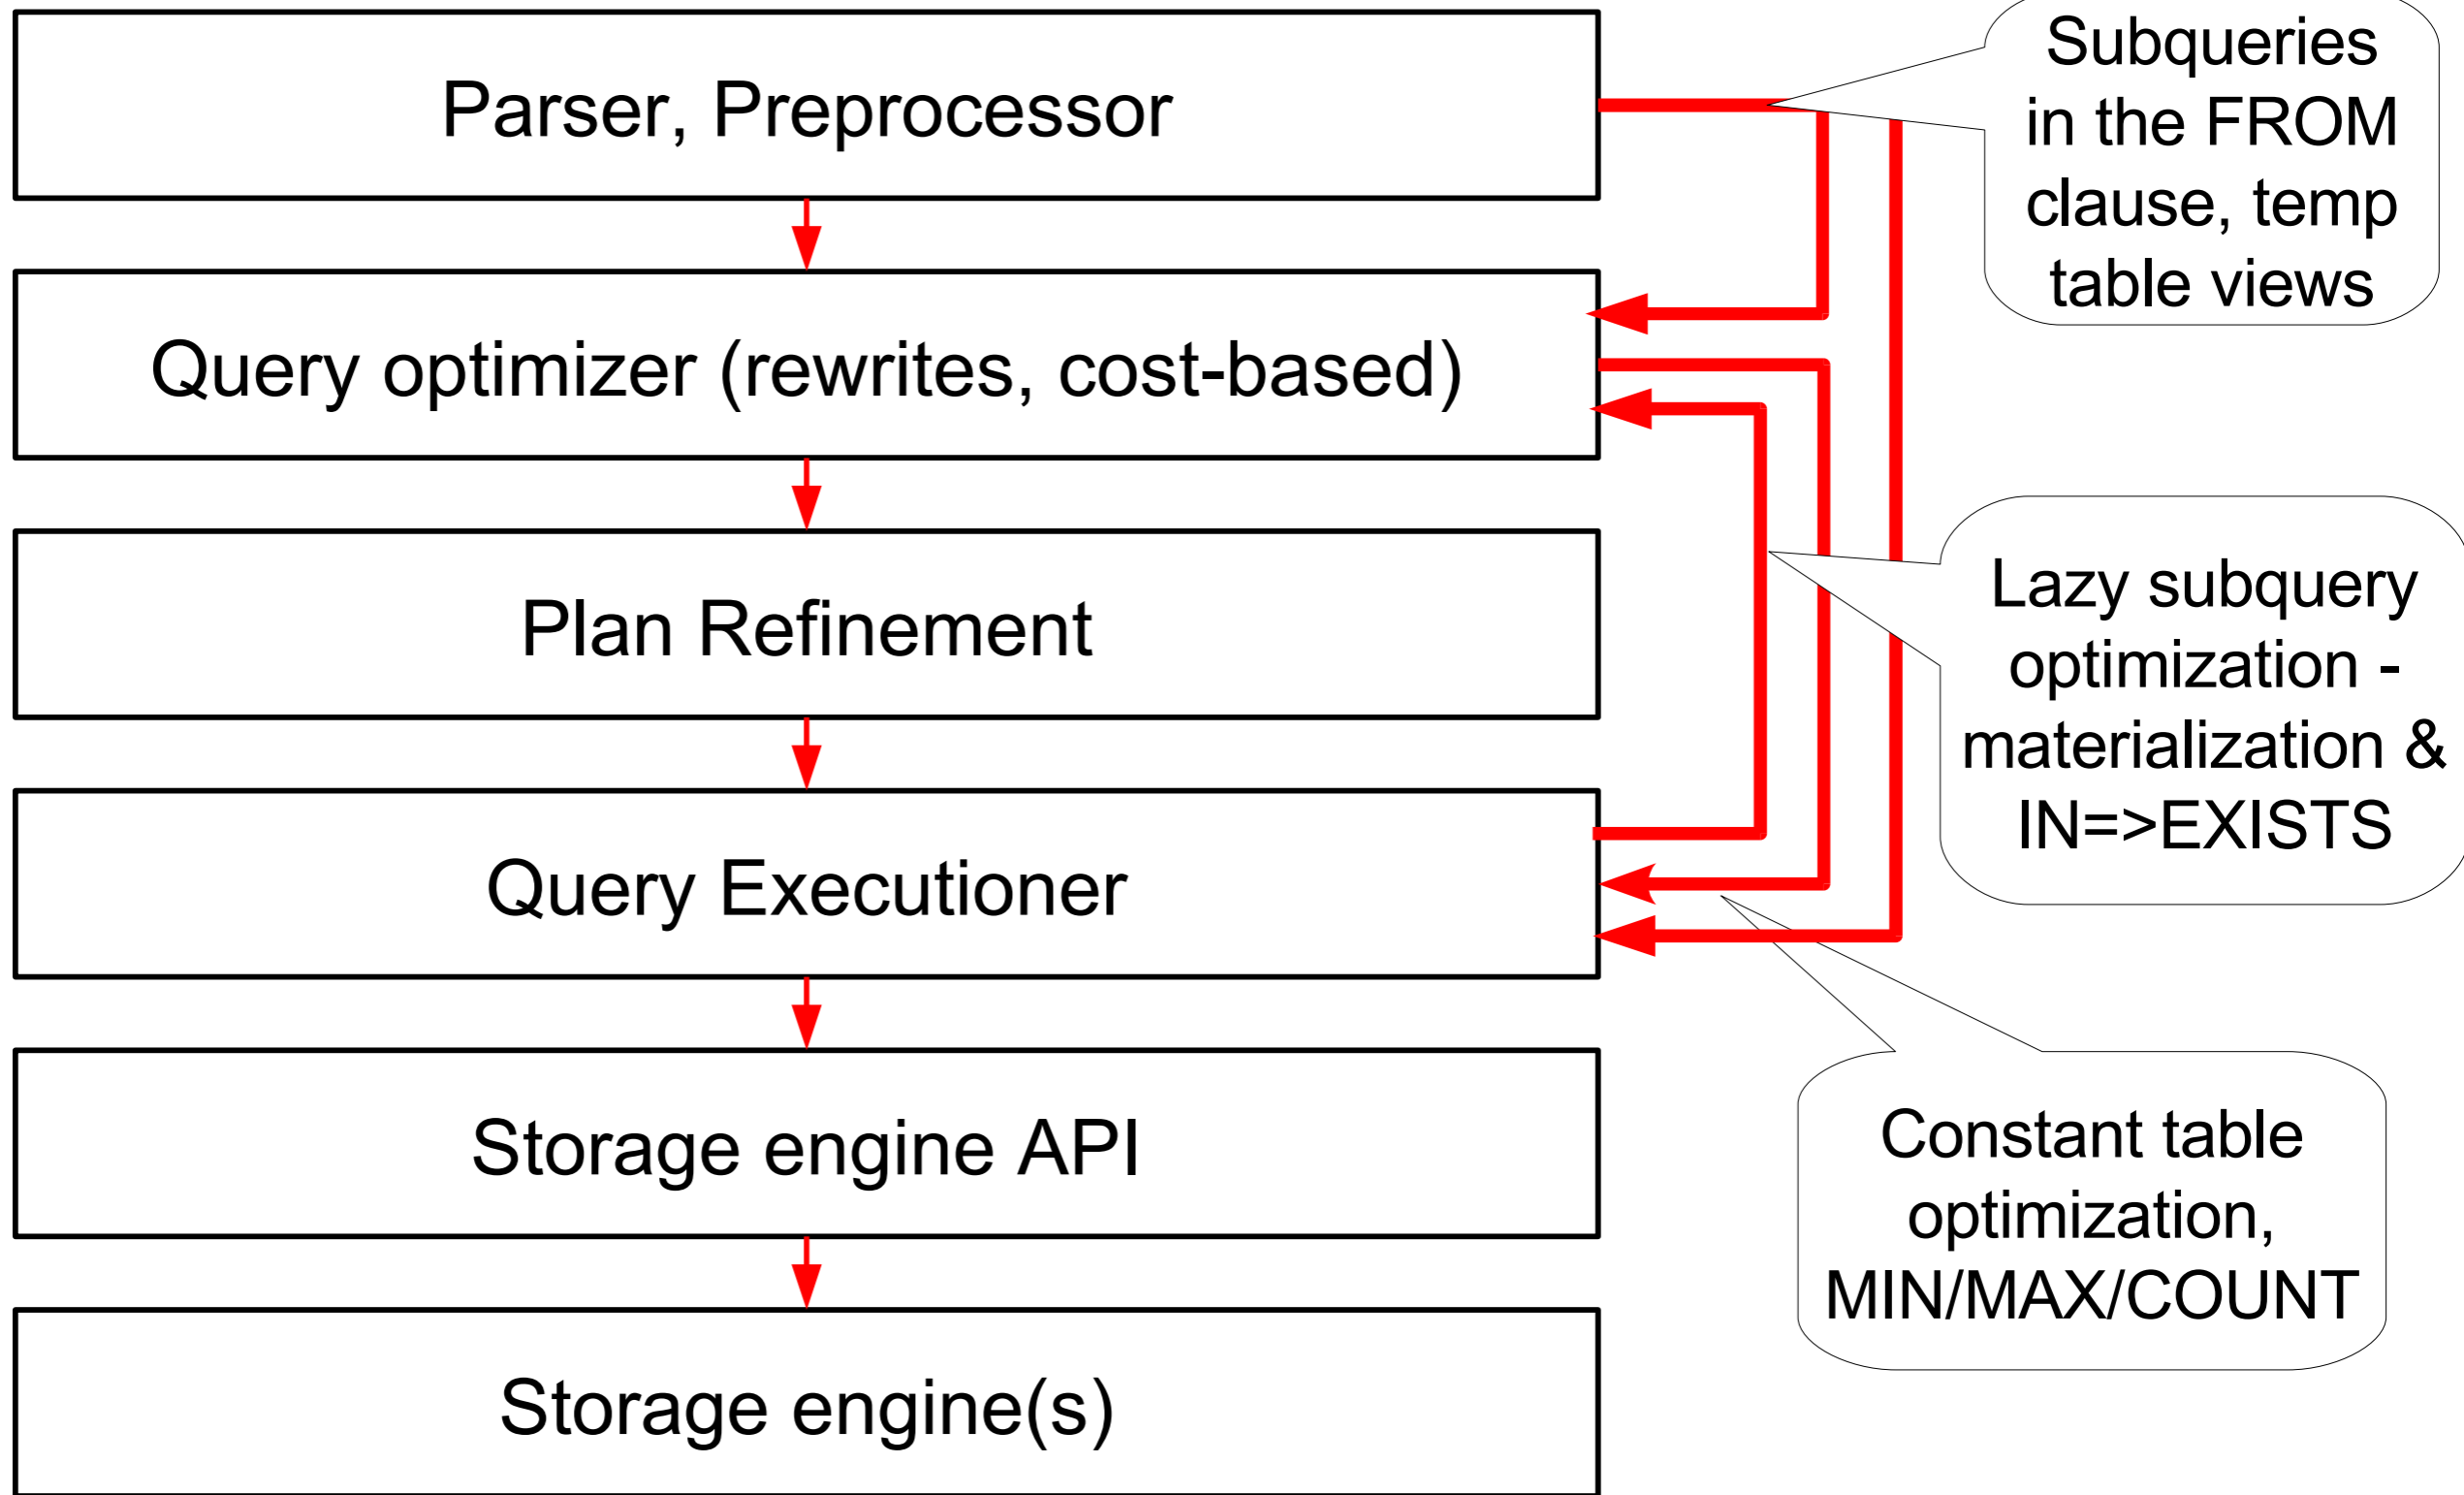 Parser, Preprocessor
Query optimizer (rewrites, cost-based)
Plan Refinement
Query Executioner
Storage engine API
Storage engine(s)
Subqueries
in the FROM
clause, temp
table views
Lazy subquery
optimization -
materialization &
IN=>EXISTS
Constant table
optimization,
MIN/MAX/COUNT